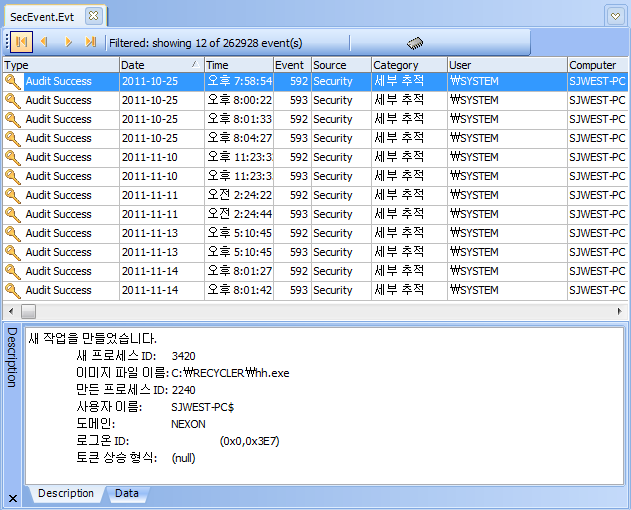 SecEvent.Evt
Filtered: showing 12 of 262928 event(s)
Type Date Time Event Source Category User Computer
Audit Success 2011-10-25 오후 7:58:54 592 Security 세부 추적 ₩SYSTEM SJWEST-PC
Audit Success 2011-10-25 오후 8:00:22 593 Security 세부 추적 ₩SYSTEM SJWEST-PC
Audit Success 2011-10-25 오후 8:01:33 592 Security 세부 추적 ₩SYSTEM SJWEST-PC
Audit Success 2011-10-25 오후 8:04:27 593 Security 세부 추적 ₩SYSTEM SJWEST-PC
Audit Success 2011-11-10 오후 11:23:3 592 Security 세부 추적 ₩SYSTEM SJWEST-PC
Audit Success 2011-11-10 오후 11:23:3 593 Security 세부 추적 ₩SYSTEM SJWEST-PC
Audit Success 2011-11-11 오전 2:24:22 592 Security 세부 추적 ₩SYSTEM SJWEST-PC
Audit Success 2011-11-11 오전 2:24:44 593 Security 세부 추적 ₩SYSTEM SJWEST-PC
Audit Success 2011-11-13 오후 5:10:45 592 Security 세부 추적 ₩SYSTEM SJWEST-PC
Audit Success 2011-11-13 오후 5:10:45 593 Security 세부 추적 ₩SYSTEM SJWEST-PC
Audit Success 2011-11-14 오후 8:01:27 592 Security 세부 추적 ₩SYSTEM SJWEST-PC
Audit Success 2011-11-14 오후 8:01:42 593 Security 세부 추적 ₩SYSTEM SJWEST-PC
Description
새 작업을 만들었습니다.
새 프로세스 ID: 3420
이미지 파일 이름: C:₩RECYCLER₩hh.exe
만든 프로세스 ID: 2240
사용자 이름: SJWEST-PC$
도메인: NEXON
로그온 ID: (0x0,0x3E7)
토큰 상승 형식: (null)
Description Data